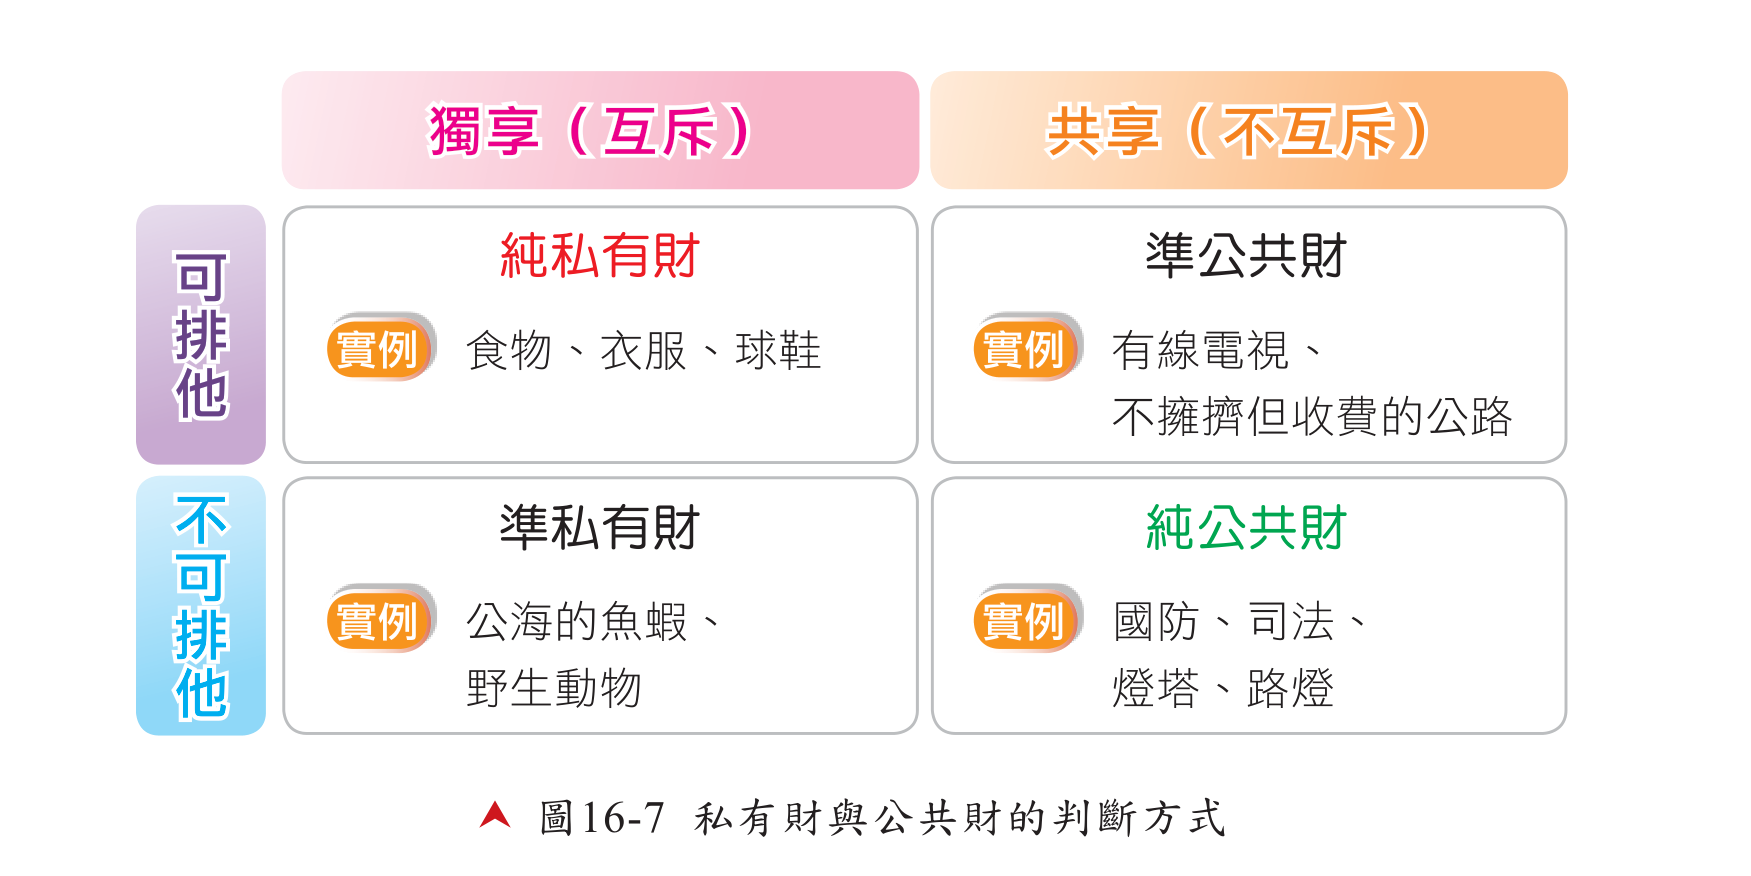 獨享（互斥）
共享（不互斥）
可排他
純私有財
實例 食物、衣服、球鞋
準公共財
實例 有線電視、
不擁擠但收費的公路
不可排他
準私有財
實例 公海的魚蝦、
野生動物
純公共財
實例 國防、司法、
燈塔、路燈
圖16-7 私有財與公共財的判斷方式